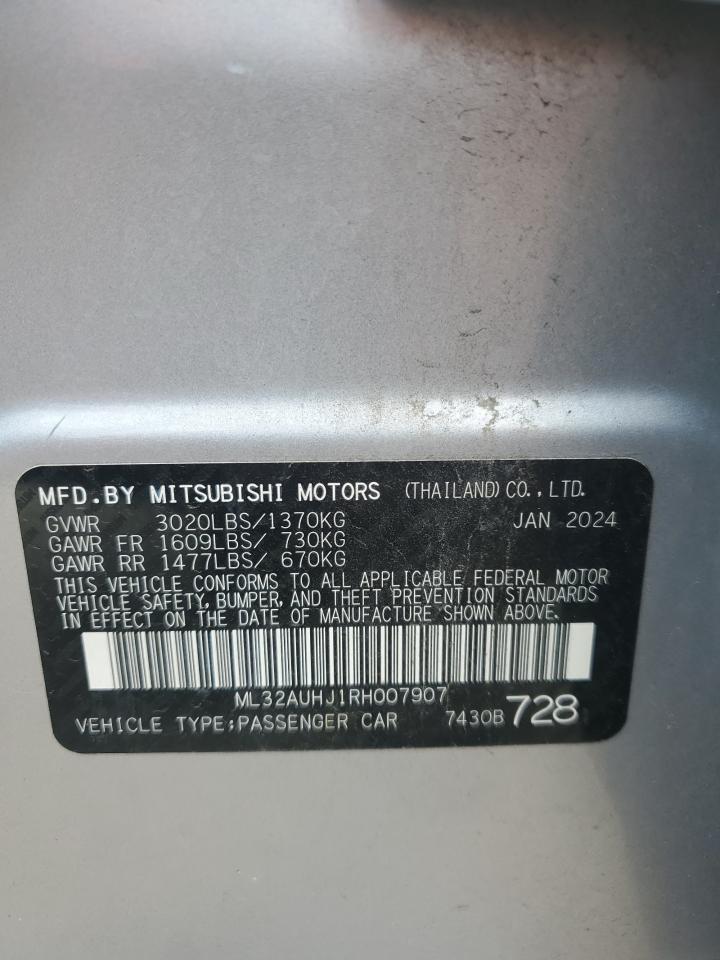 MFD.BY MITSUBISHI MOTORS (THAILAND) CO.,LTD.
GVWR 3020LBS/1370KG JAN 2024
GAWR FR 1609LBS/ 730KG
GAWR RR 1477LBS/ 670KG
THIS VEHICLE CONFORMS TO ALL APPLICABLE FEDERAL MOTOR
VEHICLE SAFETY, BUMPER, AND THEFT PREVENTION STANDARDS
IN EFFECT ON THE DATE OF MANUFACTURE SHOWN ABOVE.
ML32AUHJ1RH007907
VEHICLE TYPE:PASSENGER CAR 7430B 728